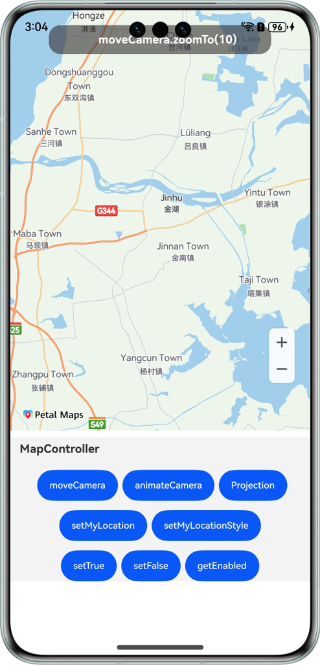 Hongze
洪泽
3:04
96
moveCamera.zoomTo(10)
岔河镇
Dongshuanggou
Town
东双沟镇
Sanhe Town
三河镇
Lüliang
吕良镇
Jinhu
金湖
Yintu Town
银涂镇
G344
Maba Town
马坝镇
Jinnan Town
金南镇
Taji Town
塔集镇
25
Yangcun Town
杨村镇
Zhangpu Town
张铺镇
Petal Maps
S49
+
−
MapController
moveCamera
animateCamera
Projection
setMyLocation
setMyLocationStyle
setTrue
setFalse
getEnabled